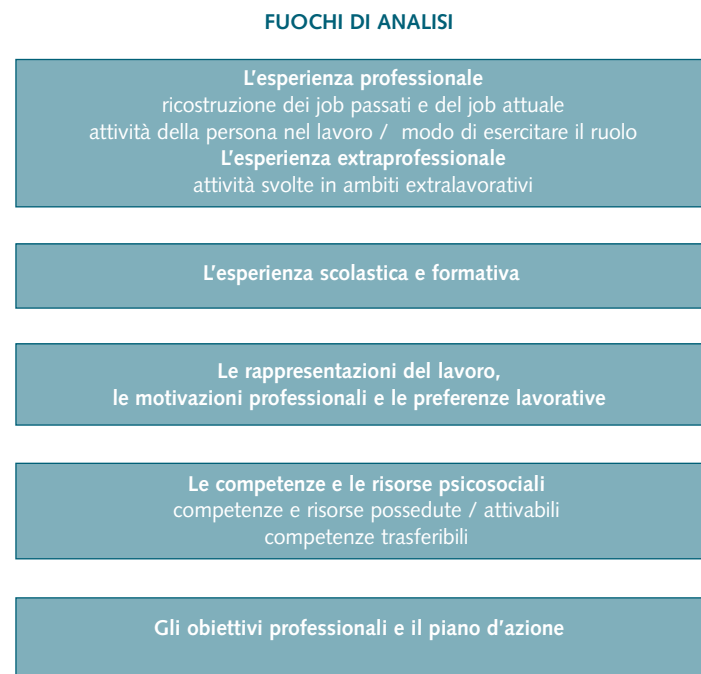 FUOCHI DI ANALISI
L'esperienza professionale
ricostruzione dei job passati e del job attuale
attività della persona nel lavoro / modo di esercitare il ruolo
L'esperienza extraprofessionale
attività svolte in ambiti extralavorativi
L'esperienza scolastica e formativa
Le rappresentazioni del lavoro,
le motivazioni professionali e le preferenze lavorative
Le competenze e le risorse psicosociali
competenze e risorse possedute / attivabili
competenze trasferibili
Gli obiettivi professionali e il piano d'azione